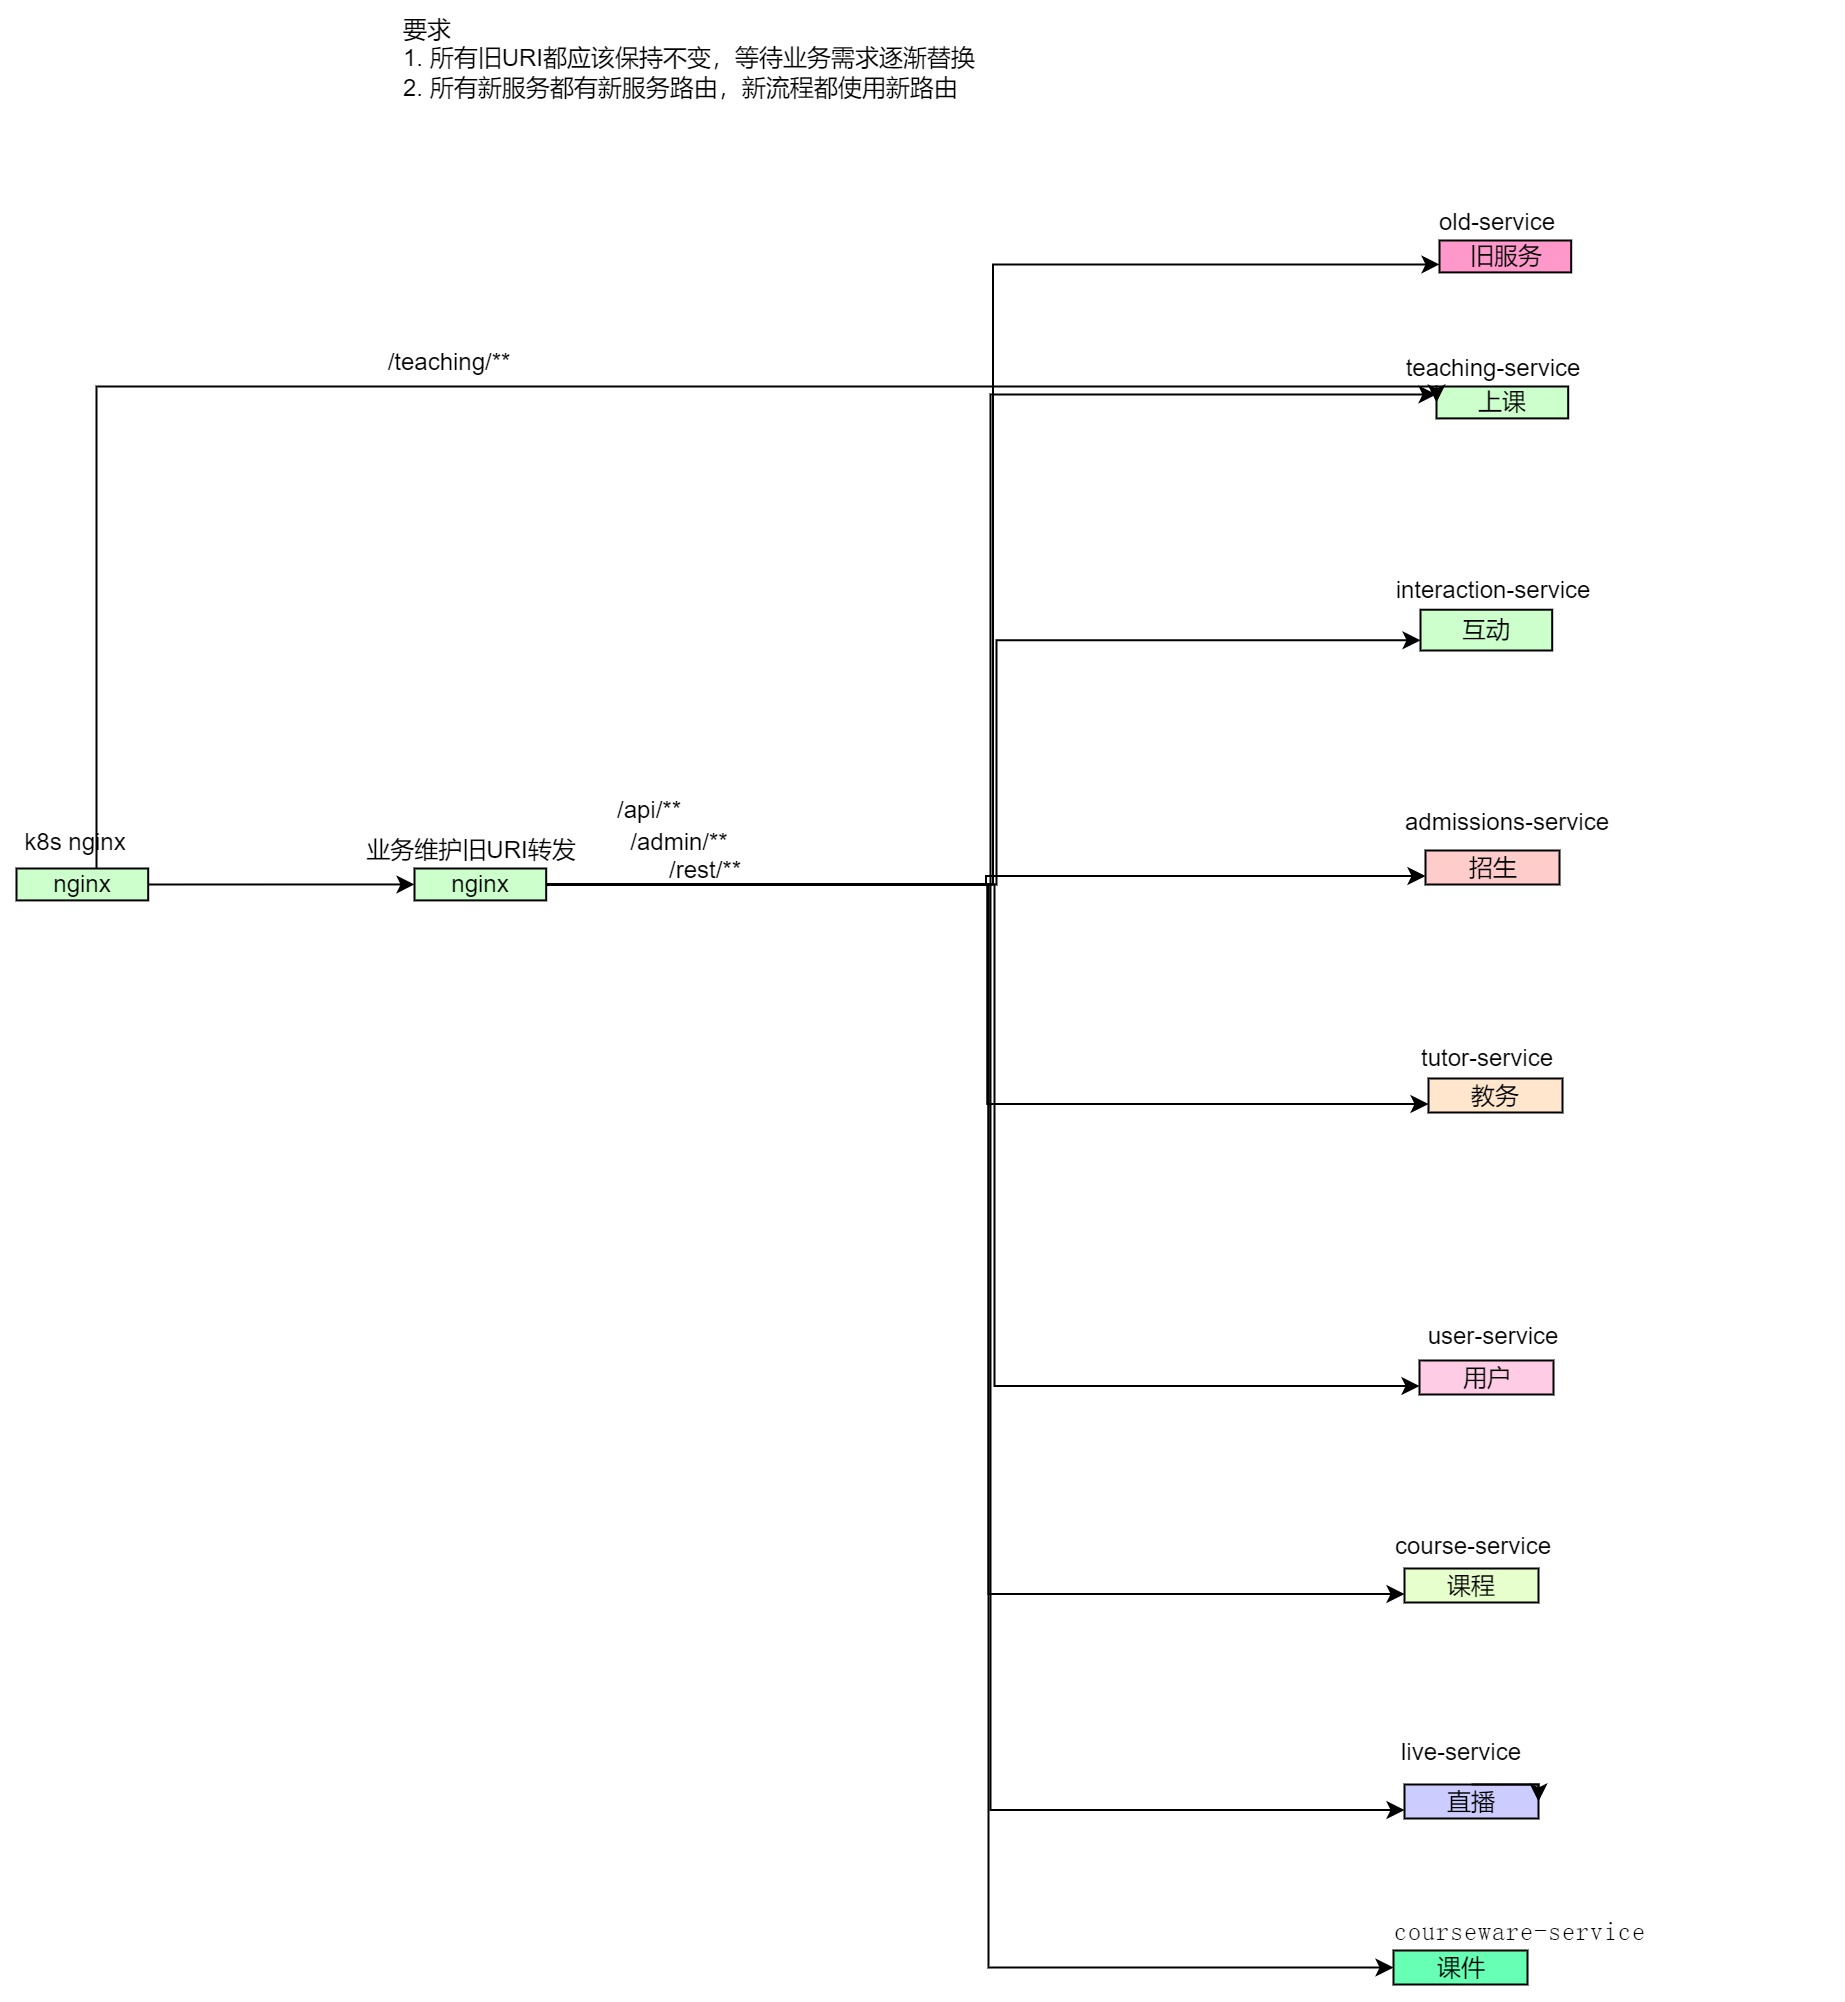 要求
1. 所有旧URI都应该保持不变，等待业务需求逐渐替换
2. 所有新服务都有新服务路由，新流程都使用新路由
old-service
旧服务
/teaching/**
teaching-service
上课
interaction-service
互动
/api/**
/admin/**
/rest/**
k8s nginx
nginx
业务维护旧URI转发
nginx
admissions-service
招生
tutor-service
教务
user-service
用户
course-service
课程
live-service
直播
courseware-service
课件